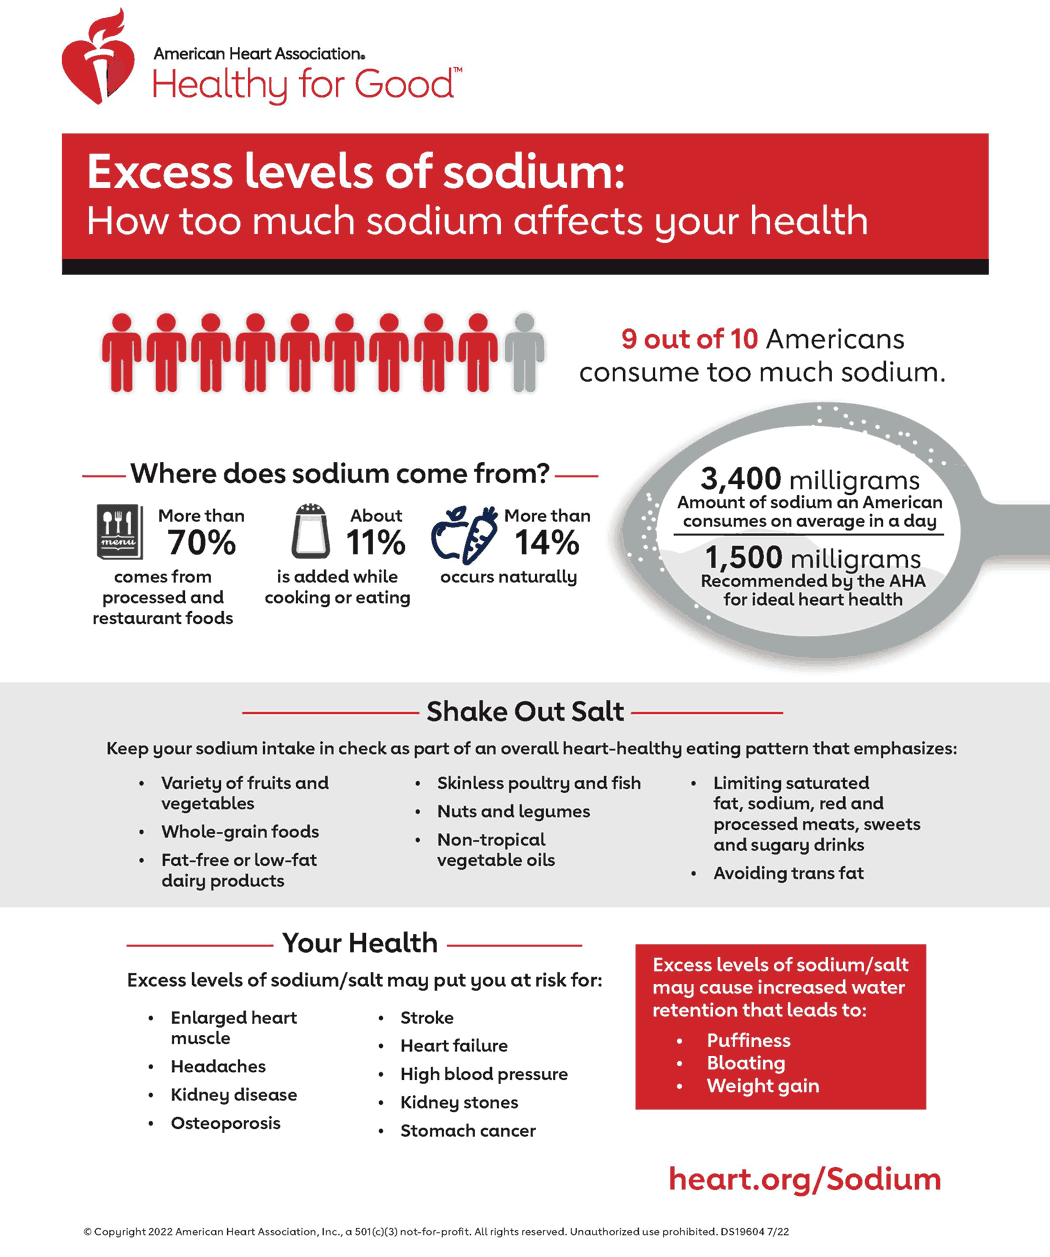 American Heart Association®
Healthy for Good™
Excess levels of sodium:
How too much sodium affects your health
9 out of 10 Americans
consume too much sodium.
Where does sodium come from?
menu
More than
70%
comes from
processed and
restaurant foods
About
11%
is added while
cooking or eating
More than
14%
occurs naturally
3,400 milligrams
Amount of sodium an American
consumes on average in a day
1,500 milligrams
Recommended by the AHA
for ideal heart health
Shake Out Salt
Keep your sodium intake in check as part of an overall heart-healthy eating pattern that emphasizes:
• Variety of fruits and
vegetables
• Whole-grain foods
• Fat-free or low-fat
dairy products
• Skinless poultry and fish
• Nuts and legumes
• Non-tropical
vegetable oils
• Limiting saturated
fat, sodium, red and
processed meats, sweets
and sugary drinks
• Avoiding trans fat
Your Health
Excess levels of sodium/salt may put you at risk for:
• Enlarged heart
muscle
• Headaches
• Kidney disease
• Osteoporosis
• Stroke
• Heart failure
• High blood pressure
• Kidney stones
• Stomach cancer
Excess levels of sodium/salt
may cause increased water
retention that leads to:
• Puffiness
• Bloating
• Weight gain
heart.org/Sodium
© Copyright 2022 American Heart Association, Inc., a 501(c)(3) not-for-profit. All rights reserved. Unauthorized use prohibited. DS19604 7/22